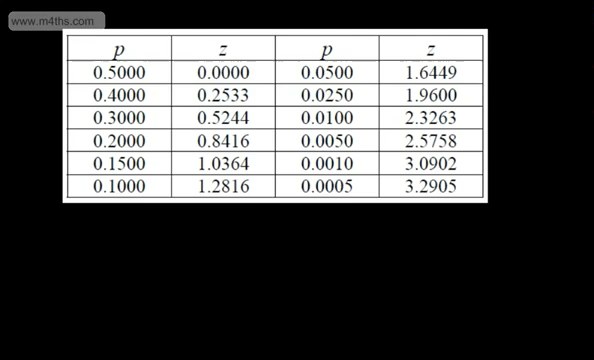 www.m4ths.com
p z p z
0.5000 0.0000 0.0500 1.6449
0.4000 0.2533 0.0250 1.9600
0.3000 0.5244 0.0100 2.3263
0.2000 0.8416 0.0050 2.5758
0.1500 1.0364 0.0010 3.0902
0.1000 1.2816 0.0005 3.2905